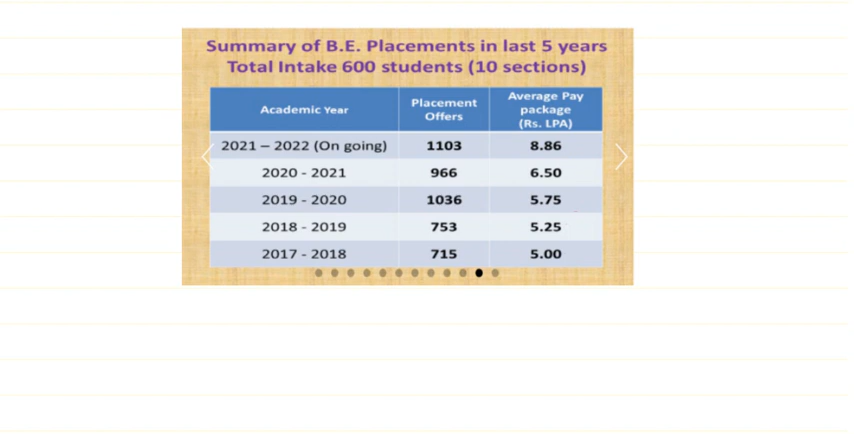 Summary of B.E. Placements in last 5 years
Total Intake 600 students (10 sections)
Academic Year Placement Offers Average Pay package (Rs. LPA)
2021 – 2022 (On going) 1103 8.86
2020 - 2021 966 6.50
2019 - 2020 1036 5.75
2018 - 2019 753 5.25
2017 - 2018 715 5.00